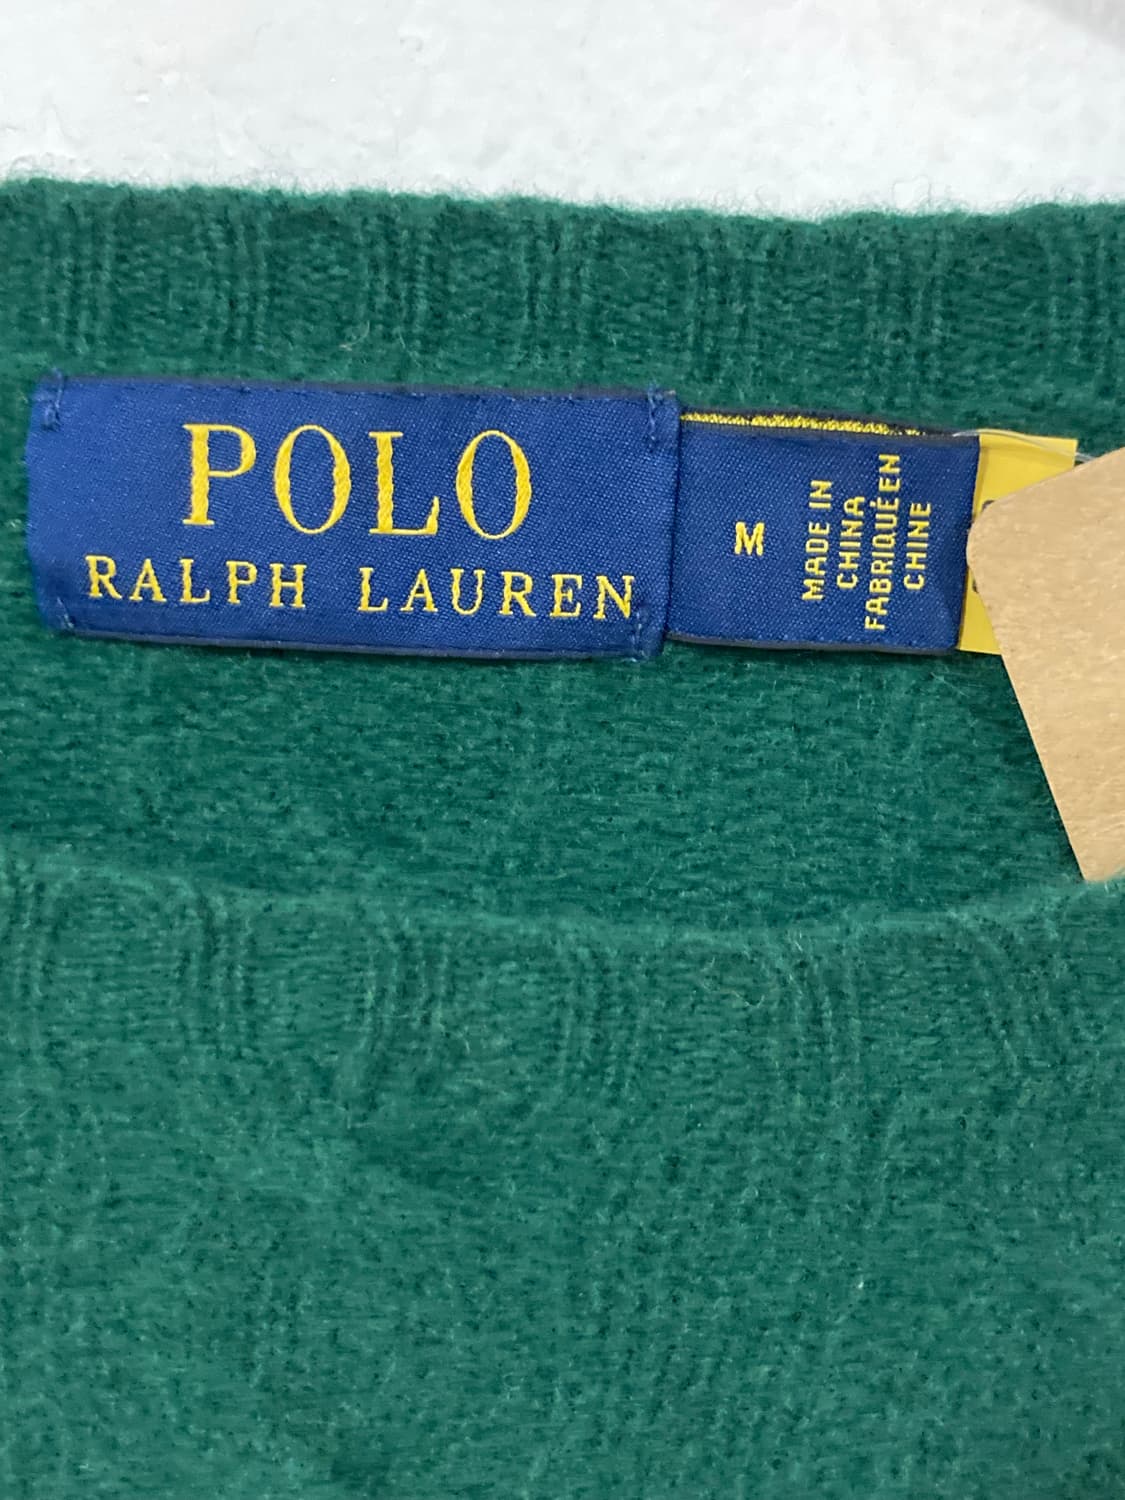 POLO
RALPH LAUREN
M
MADE IN
CHINA
FABRIQUÉ EN
CHINE